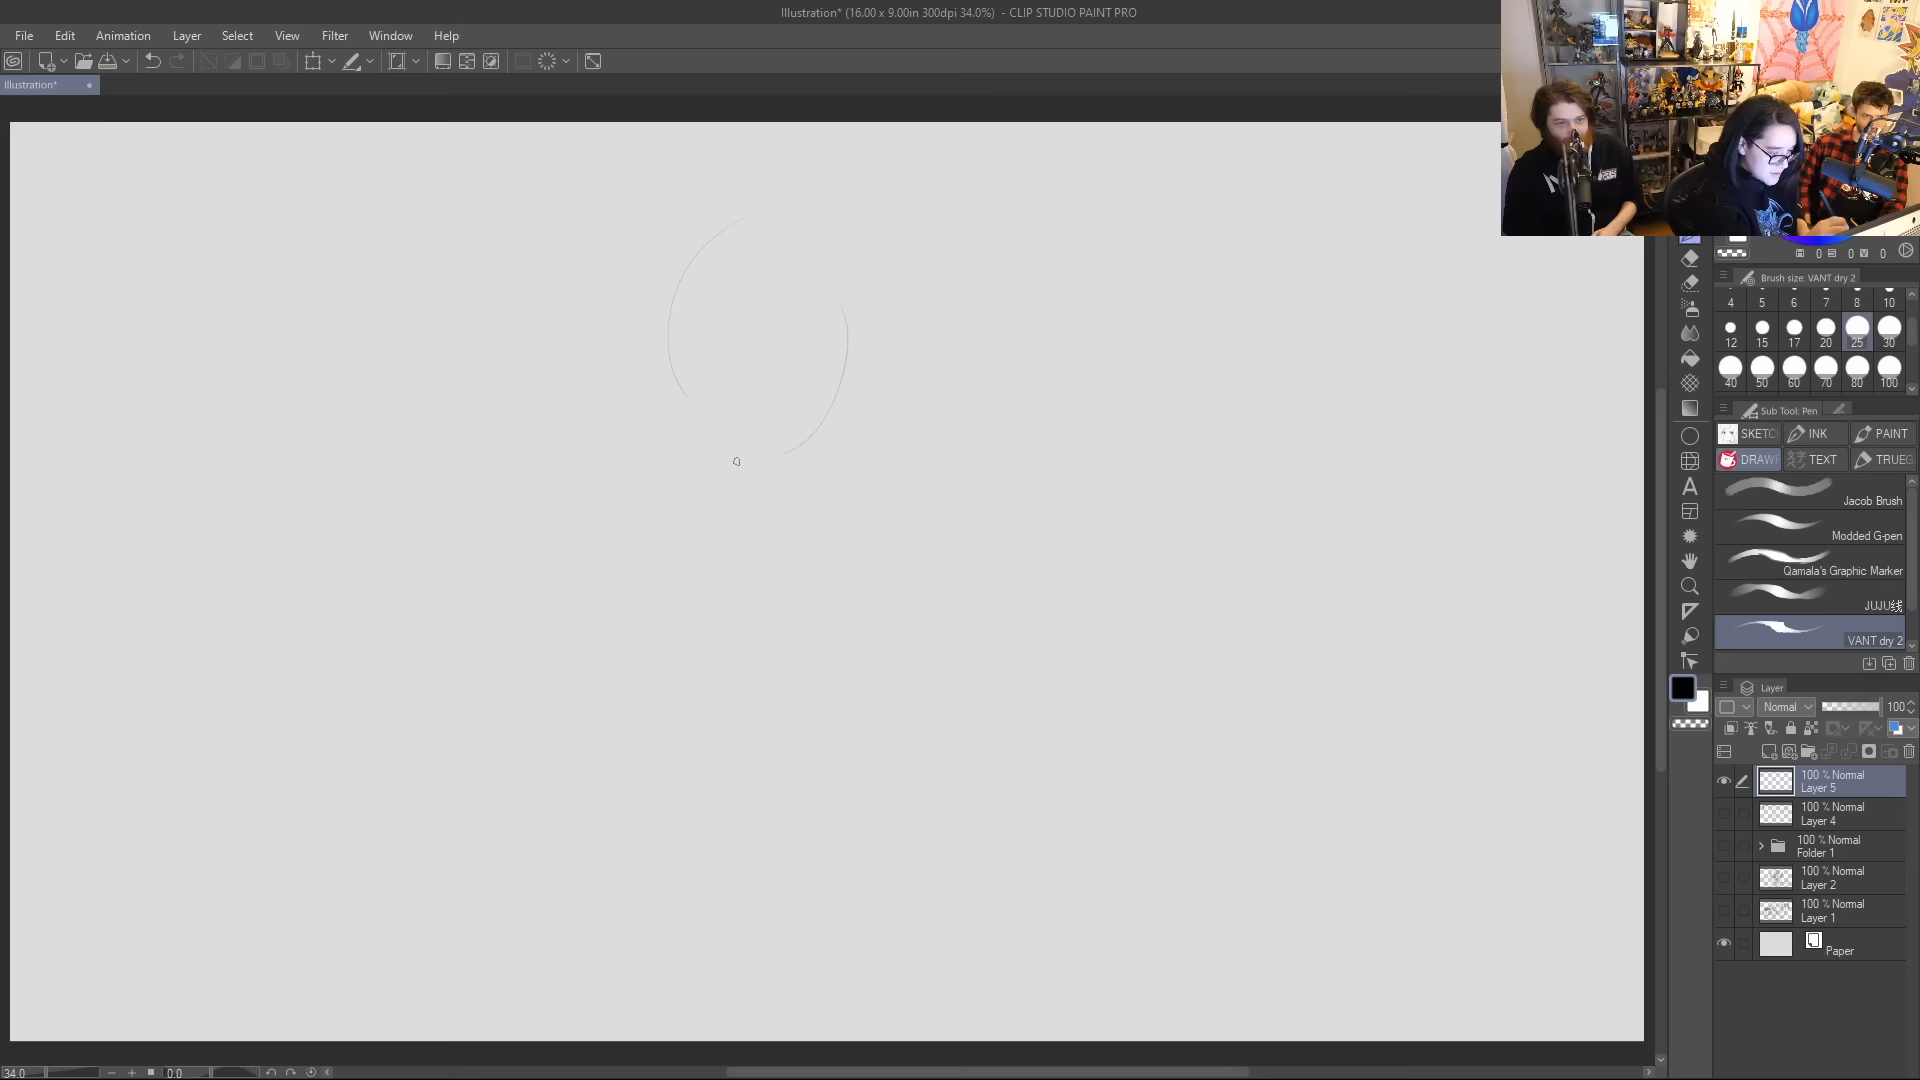 Illustration* (16.00 x 9.00in 300dpi 34.0%) - CLIP STUDIO PAINT PRO
File Edit Animation Layer Select View Filter Window Help
Illustration*
0 0 0
Brush size: VANT dry 2
4 5 6 7 8 10
12 15 17 20 25 30
40 50 60 70 80 100
Sub Tool: Pen
SKETC INK PAINT
DRAW TEXT TRUEG
Jacob Brush
Modded G-pen
Qamala's Graphic Marker
JUJU线
VANT dry 2
Layer
Normal 100
100 % Normal
Layer 5
100 % Normal
Layer 4
100 % Normal
Folder 1
100 % Normal
Layer 2
100 % Normal
Layer 1
Paper
34.0 0.0